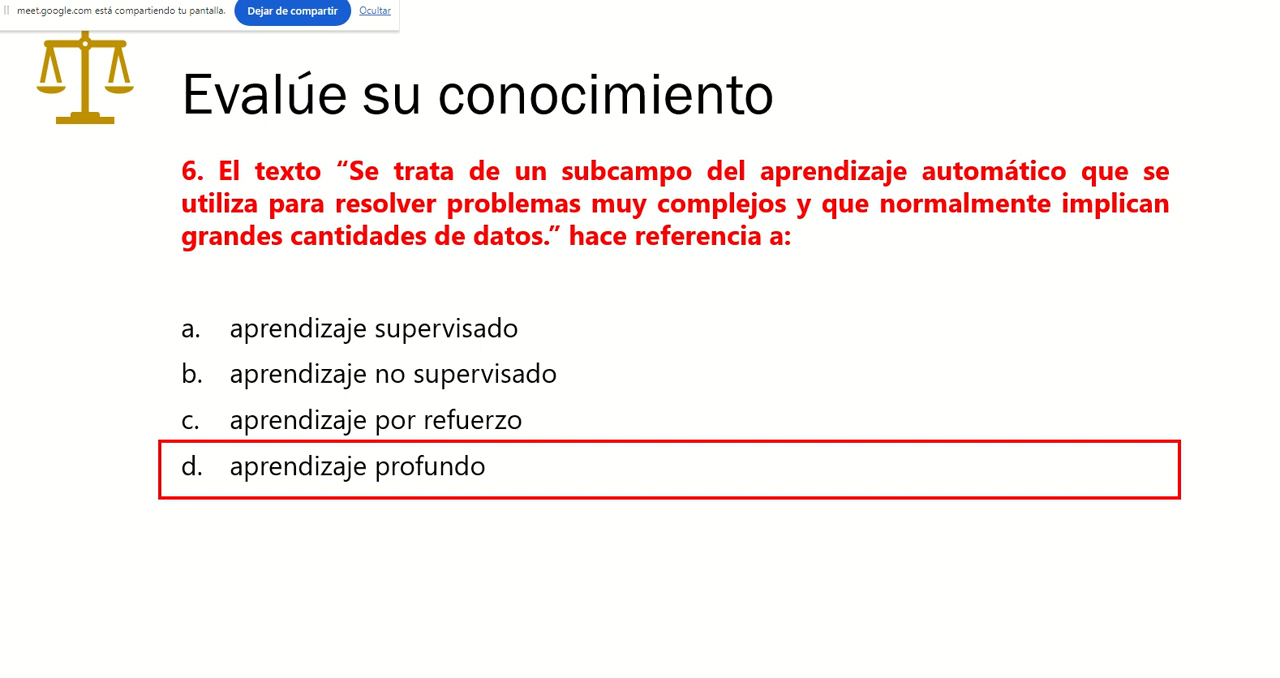 meet.google.com está compartiendo tu pantalla. Dejar de compartir Ocultar
Evalúe su conocimiento
6. El texto “Se trata de un subcampo del aprendizaje automático que se
utiliza para resolver problemas muy complejos y que normalmente implican
grandes cantidades de datos.” hace referencia a:
a. aprendizaje supervisado
b. aprendizaje no supervisado
c. aprendizaje por refuerzo
d. aprendizaje profundo